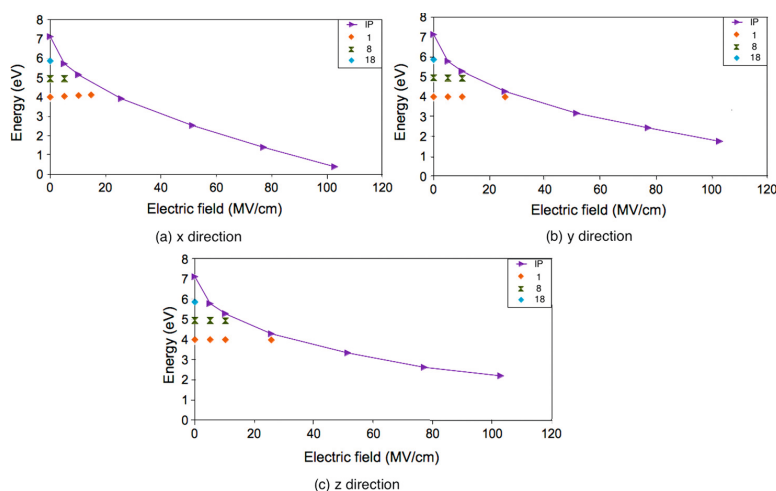 8
7
6
5
4
3
2
1
0
Energy (eV)
IP
1
8
18
0 20 40 60 80 100 120
Electric field (MV/cm)
(a) x direction
8
7
6
5
4
3
2
1
0
Energy (eV)
IP
1
8
18
0 20 40 60 80 100 120
Electric field (MV/cm)
(b) y direction
8
7
6
5
4
3
2
1
0
Energy (eV)
IP
1
8
18
0 20 40 60 80 100 120
Electric field (MV/cm)
(c) z direction